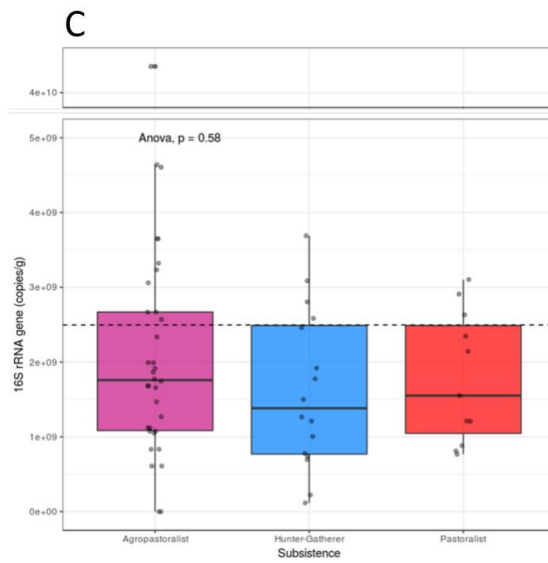 C
4e+10
5e+09
Anova, p = 0.58
4e+09
3e+09
2e+09
1e+09
0e+00
16S rRNA gene (copies/g)
Agropastoralist
Hunter-Gatherer
Pastoralist
Subsistence